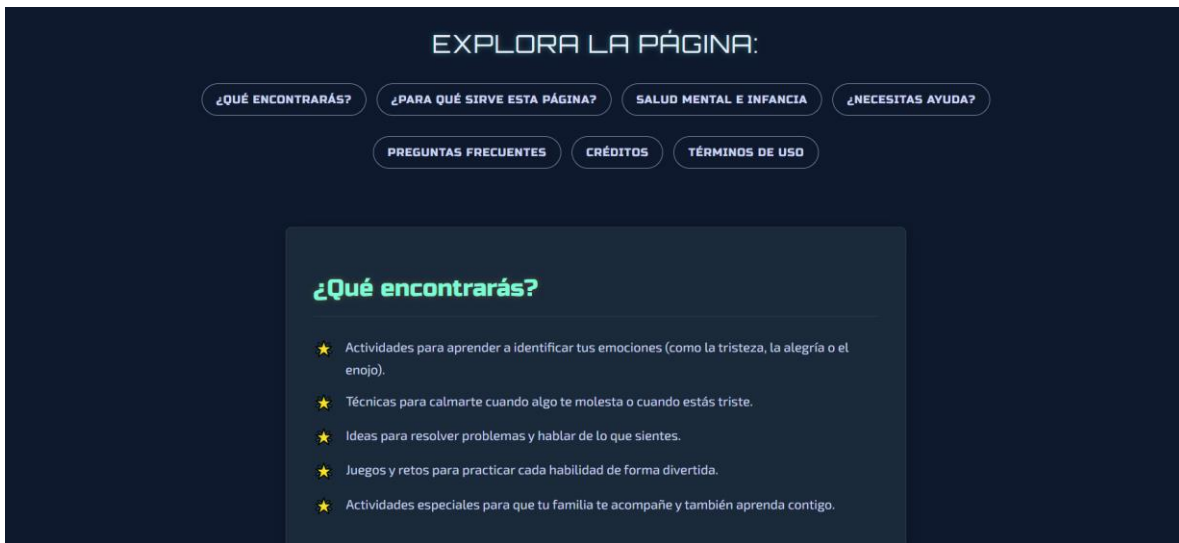 EXPLORA LA PÁGINA:
¿QUÉ ENCONTRARÁS?
¿PARA QUÉ SIRVE ESTA PÁGINA?
SALUD MENTAL E INFANCIA
¿NECESITAS AYUDA?
PREGUNTAS FRECUENTES
CRÉDITOS
TÉRMINOS DE USO
¿Qué encontrarás?
Actividades para aprender a identificar tus emociones (como la tristeza, la alegría o el
enojo).
Técnicas para calmarte cuando algo te molesta o cuando estás triste.
Ideas para resolver problemas y hablar de lo que sientes.
Juegos y retos para practicar cada habilidad de forma divertida.
Actividades especiales para que tu familia te acompañe y también aprenda contigo.